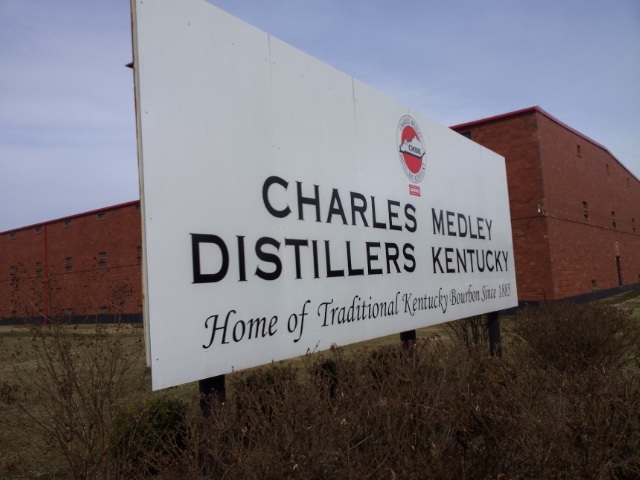 CHARLES MEDLEY
DISTILLERS KENTUCKY
Home of Traditional Kentucky Bourbon Since 1885